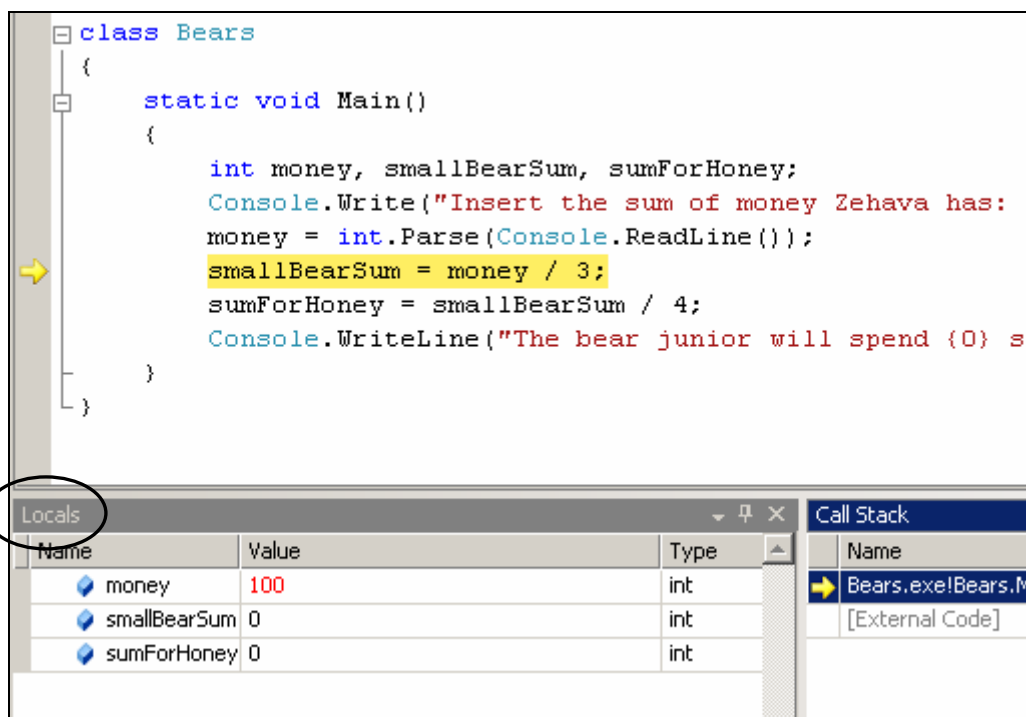 class Bears
{
static void Main()
{
int money, smallBearSum, sumForHoney;
Console.Write("Insert the sum of money Zehava has:
money = int.Parse(Console.ReadLine());
smallBearSum = money / 3;
sumForHoney = smallBearSum / 4;
Console.WriteLine("The bear junior will spend {0} s
}
}
Locals
Name Value Type
money 100 int
smallBearSum 0 int
sumForHoney 0 int
Call Stack
Name
Bears.exe!Bears.M
[External Code]